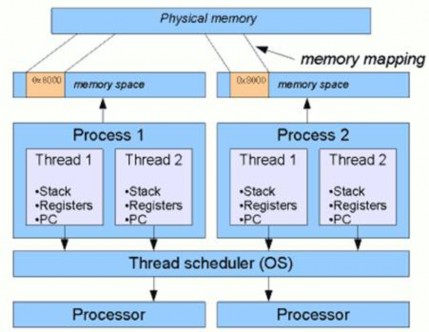 Physical memory
memory mapping
0x6000
memory space
0x9000
memory space
Process 1
Process 2
Thread 1
Thread 2
Thread 1
Thread 2
•Stack
•Registers
•PC
•Stack
•Registers
•PC
•Stack
•Registers
•PC
•Stack
•Registers
•PC
Thread scheduler (OS)
Processor
Processor